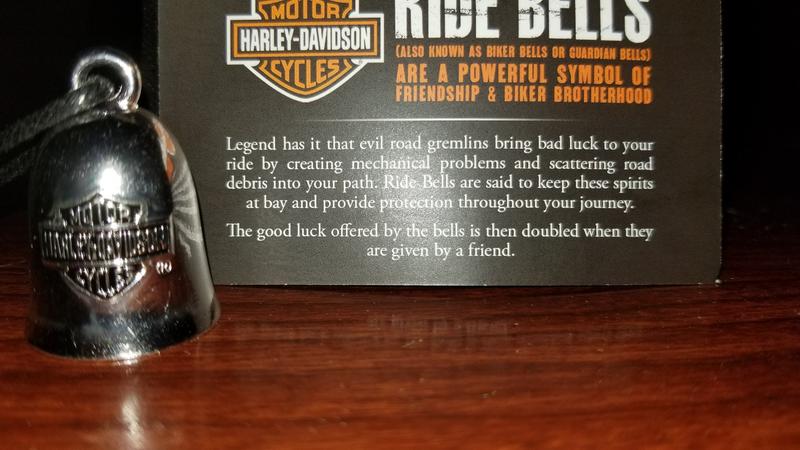 MOTOR
HARLEY-DAVIDSON
CYCLES
RIDE BELLS
(ALSO KNOWN AS BIKER BELLS OR GUARDIAN BELLS)
ARE A POWERFUL SYMBOL OF
FRIENDSHIP & BIKER BROTHERHOOD
Legend has it that evil road gremlins bring bad luck to your
ride by creating mechanical problems and scattering road
debris into your path. Ride Bells are said to keep these spirits
at bay and provide protection throughout your journey.
The good luck offered by the bells is then doubled when they
are given by a friend.
MOTOR
HARLEY-DAVIDSON
CYCLES
®